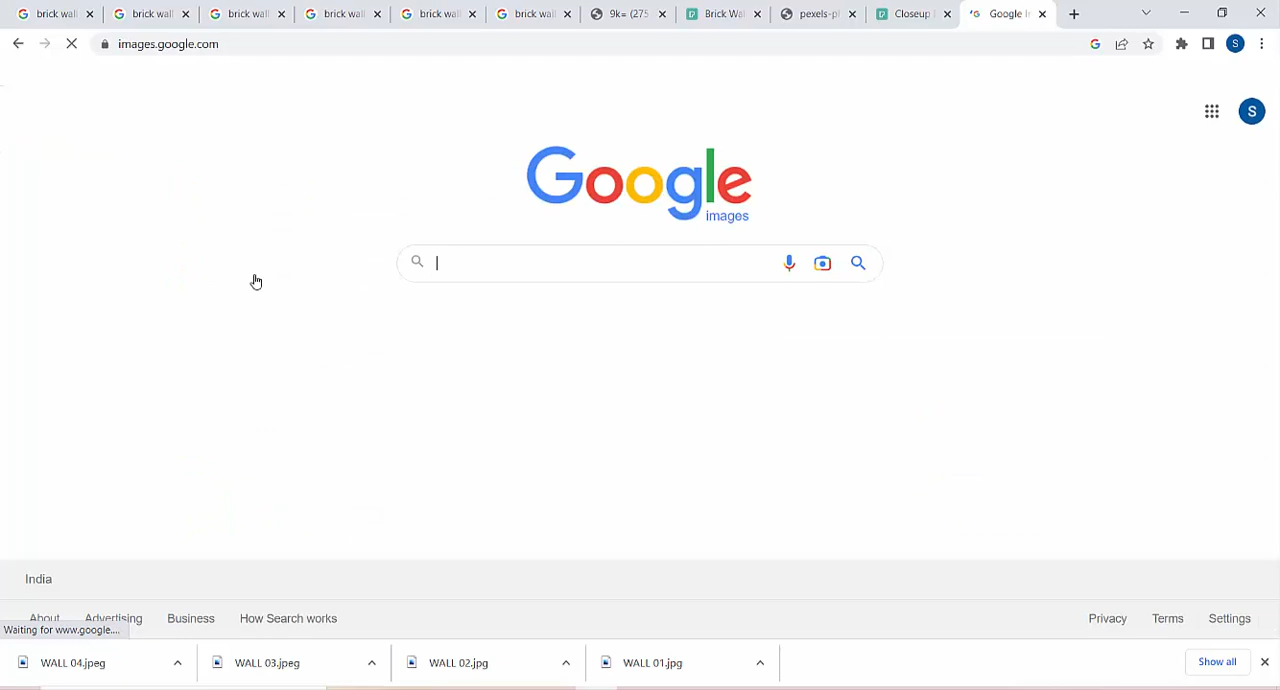 brick wall
brick wall
brick wall
brick wall
brick wall
brick wall
9k= (275
Brick Wa
pexels-pl
Closeup
Google I
images.google.com
S
S
Google
images
India
About Advertising Business How Search works
Privacy Terms Settings
Waiting for www.google....
WALL 04.jpeg
WALL 03.jpeg
WALL 02.jpg
WALL 01.jpg
Show all